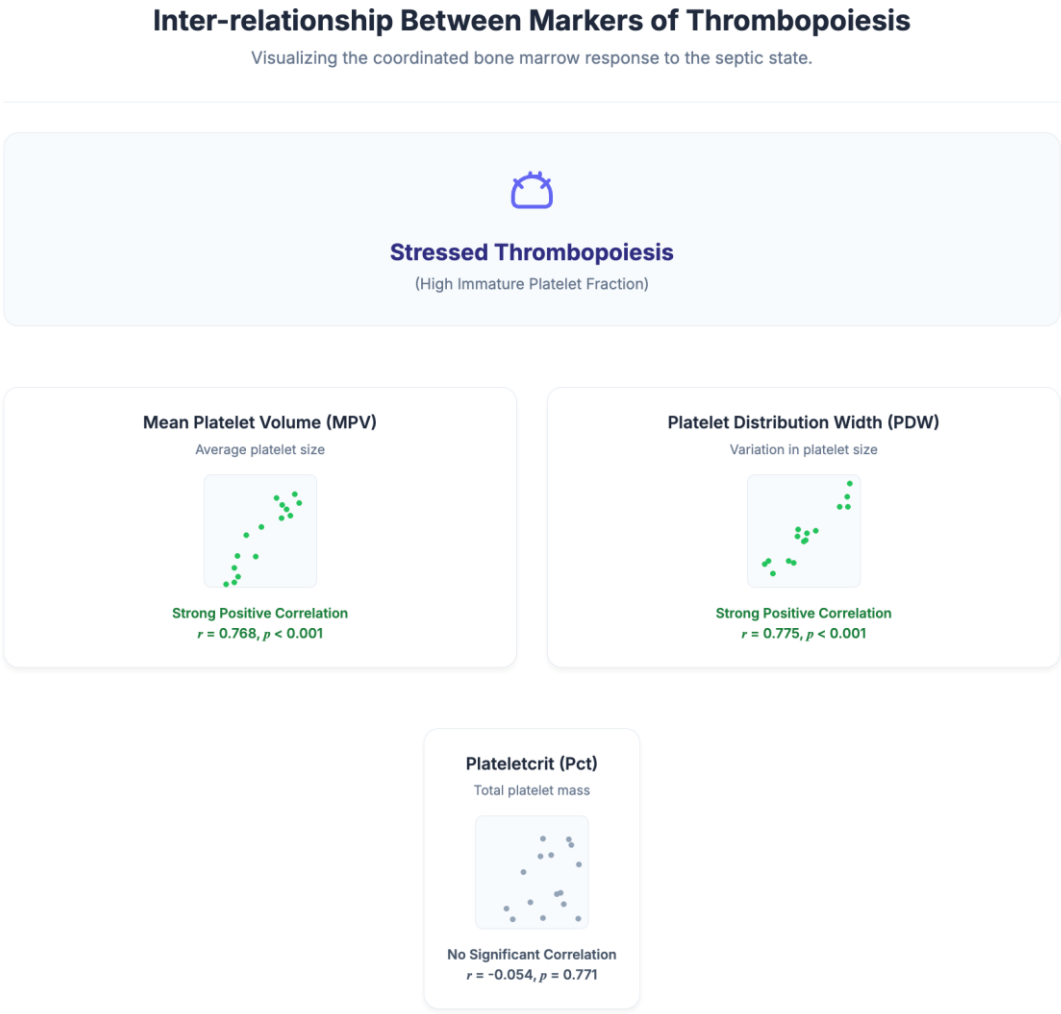 Inter-relationship Between Markers of Thrombopoiesis
Visualizing the coordinated bone marrow response to the septic state.
Stressed Thrombopoiesis
(High Immature Platelet Fraction)
Mean Platelet Volume (MPV)
Average platelet size
Strong Positive Correlation
r = 0.768, p < 0.001
Platelet Distribution Width (PDW)
Variation in platelet size
Strong Positive Correlation
r = 0.775, p < 0.001
Plateletcrit (Pct)
Total platelet mass
No Significant Correlation
r = -0.054, p = 0.771